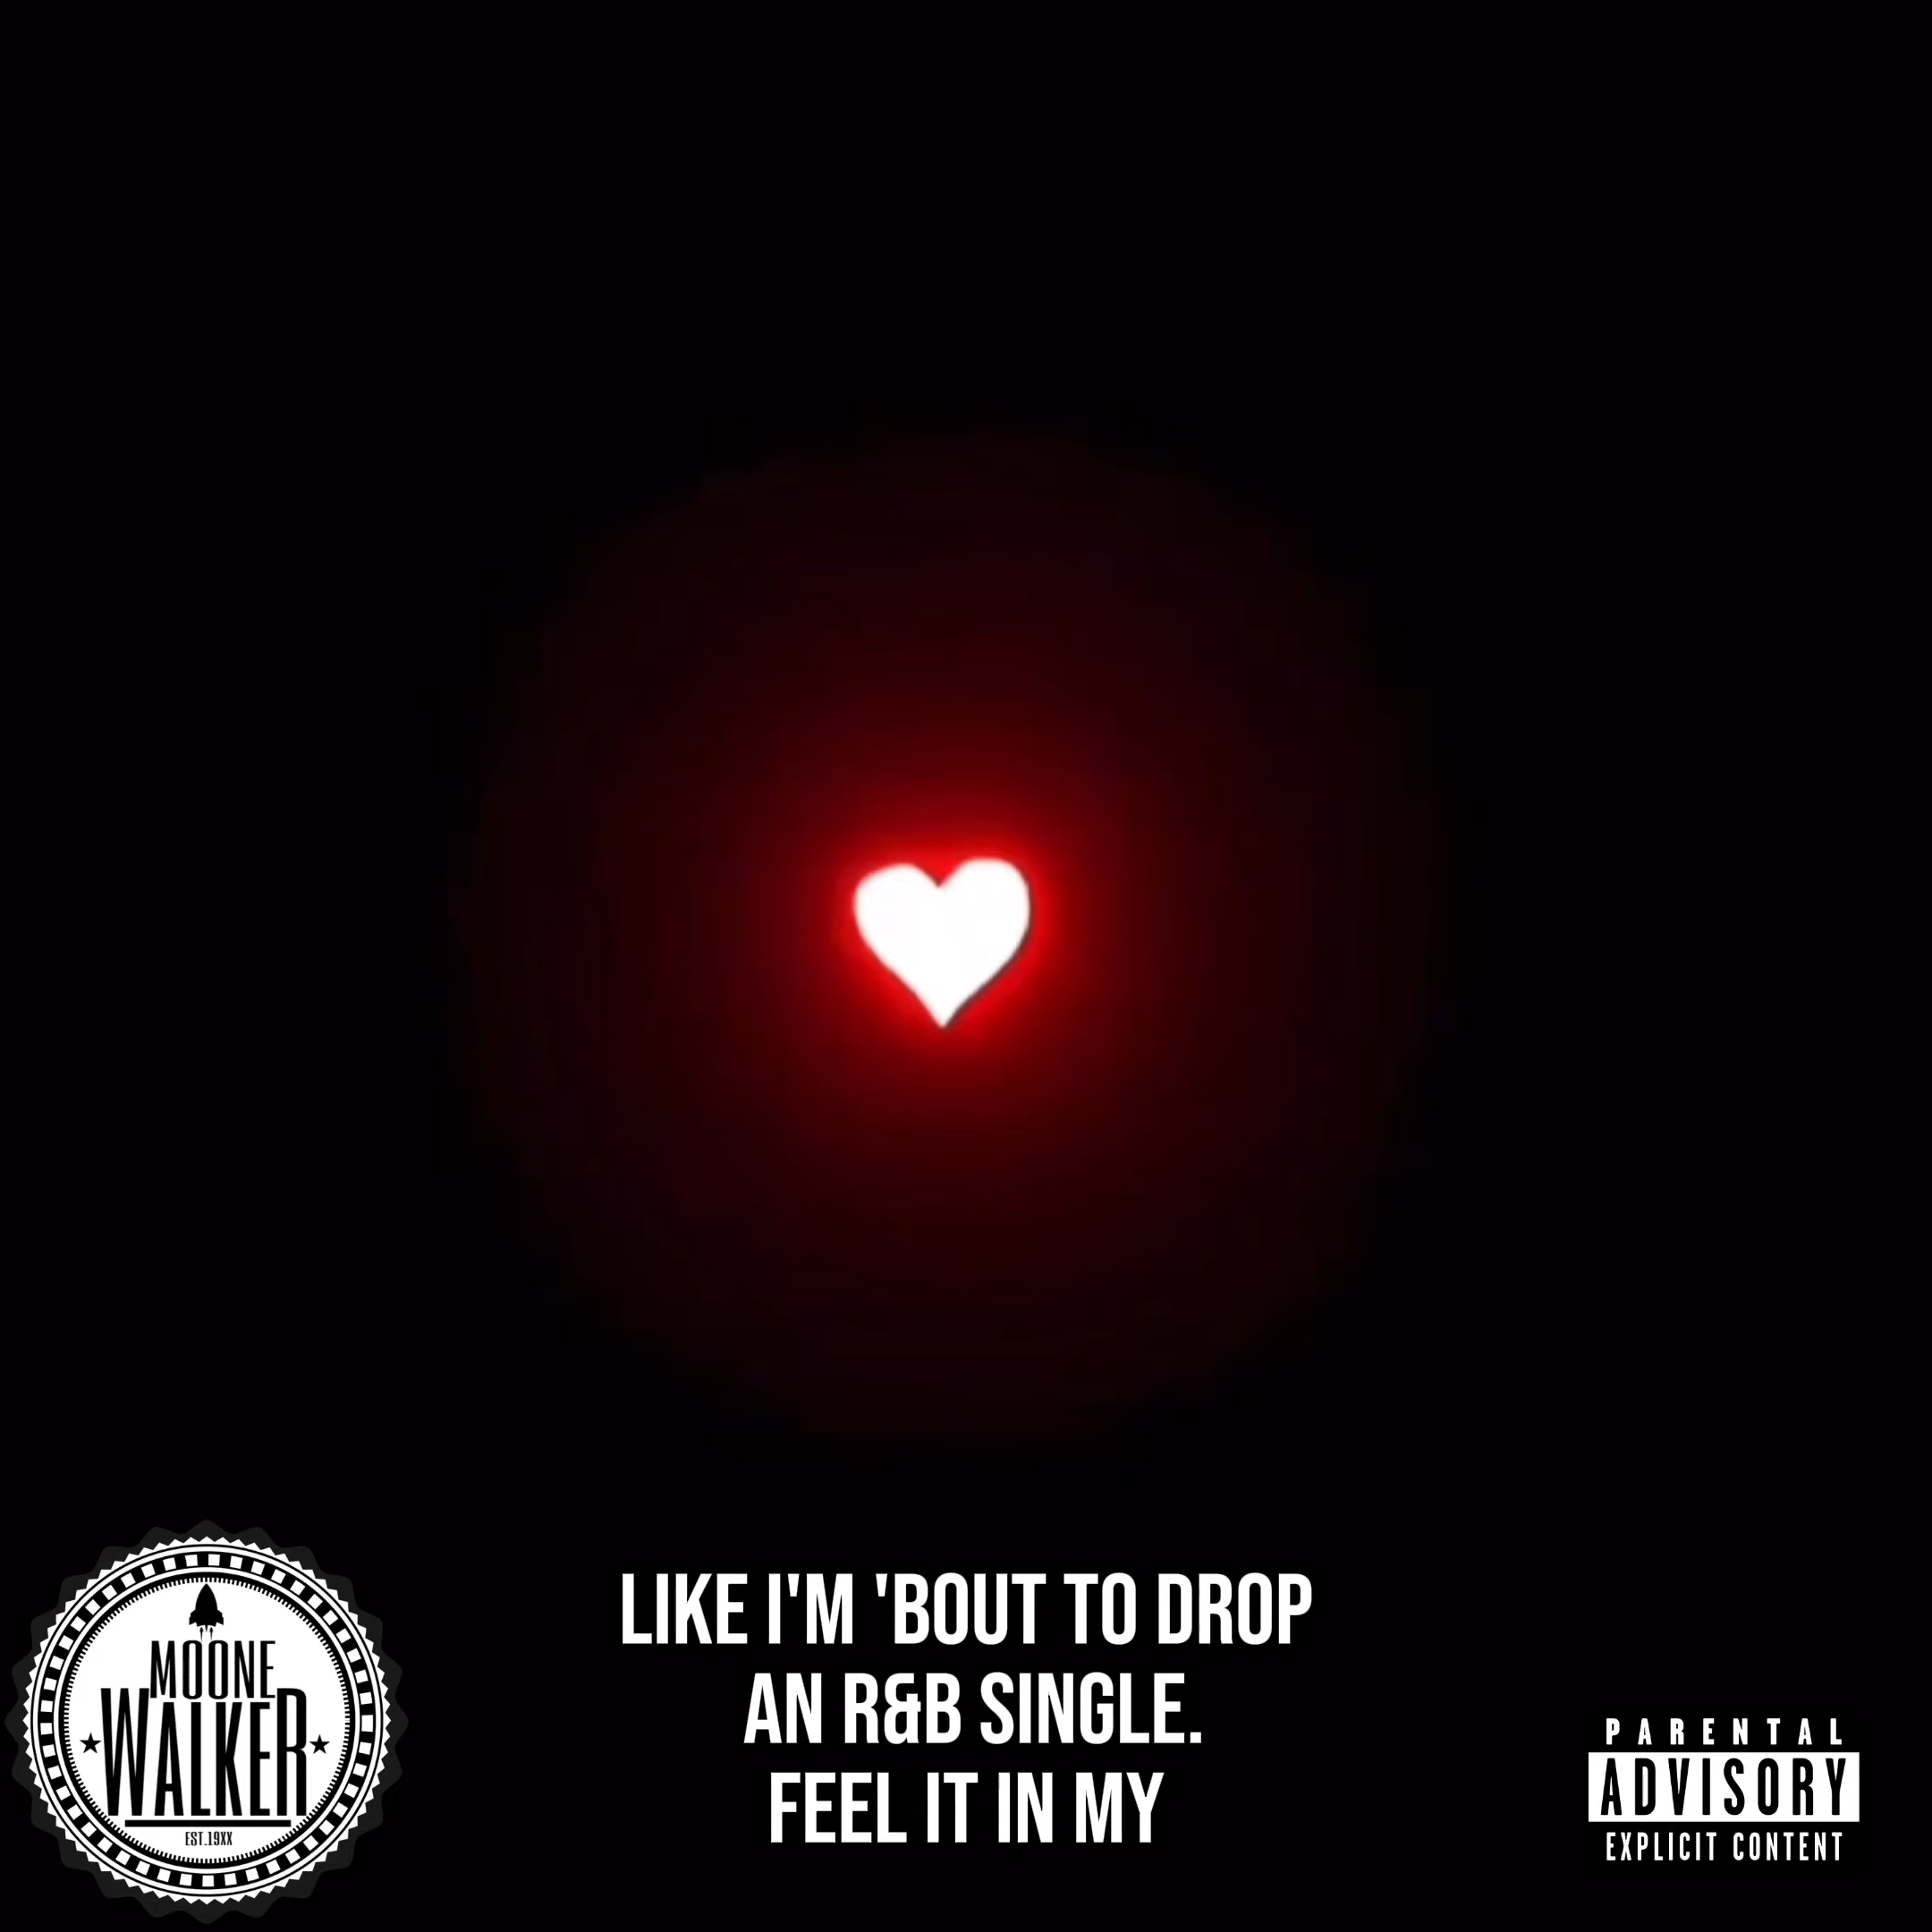 MOONE
WALKER
EST.19XX
LIKE I'M 'BOUT TO DROP
AN R&B SINGLE.
FEEL IT IN MY
PARENTAL
ADVISORY
EXPLICIT CONTENT